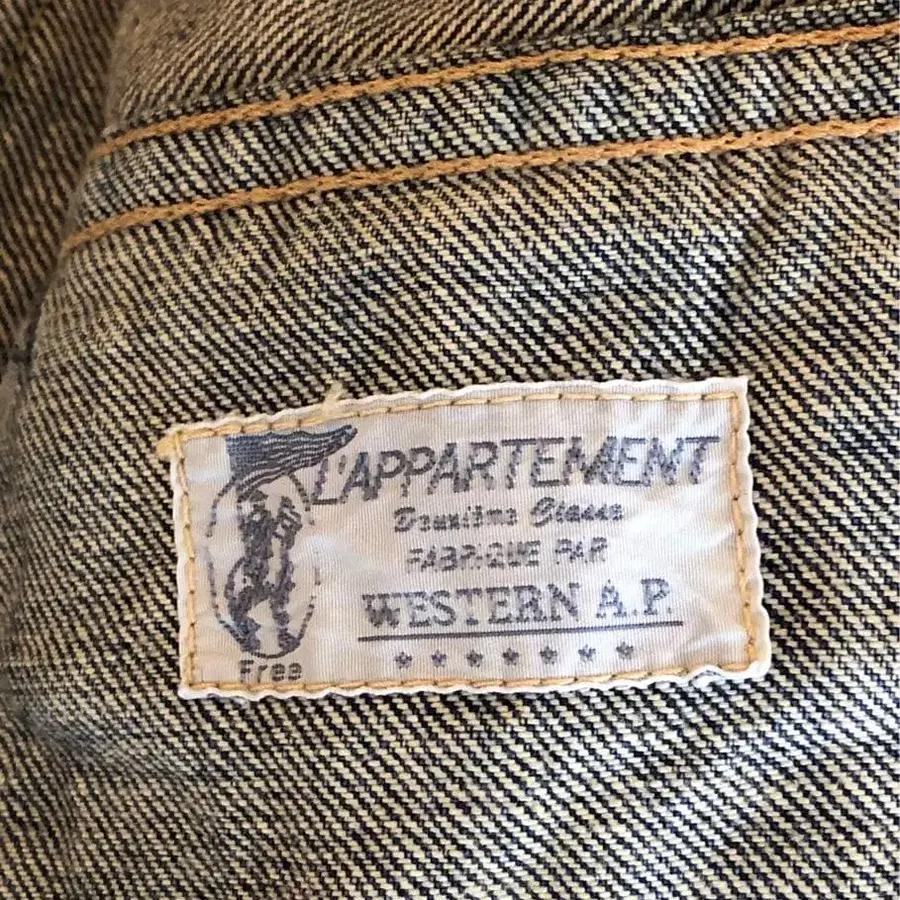 L'APPARTEMENT
Deuxième Classe
FABRIQUE PAR
WESTERN A.P.
Free